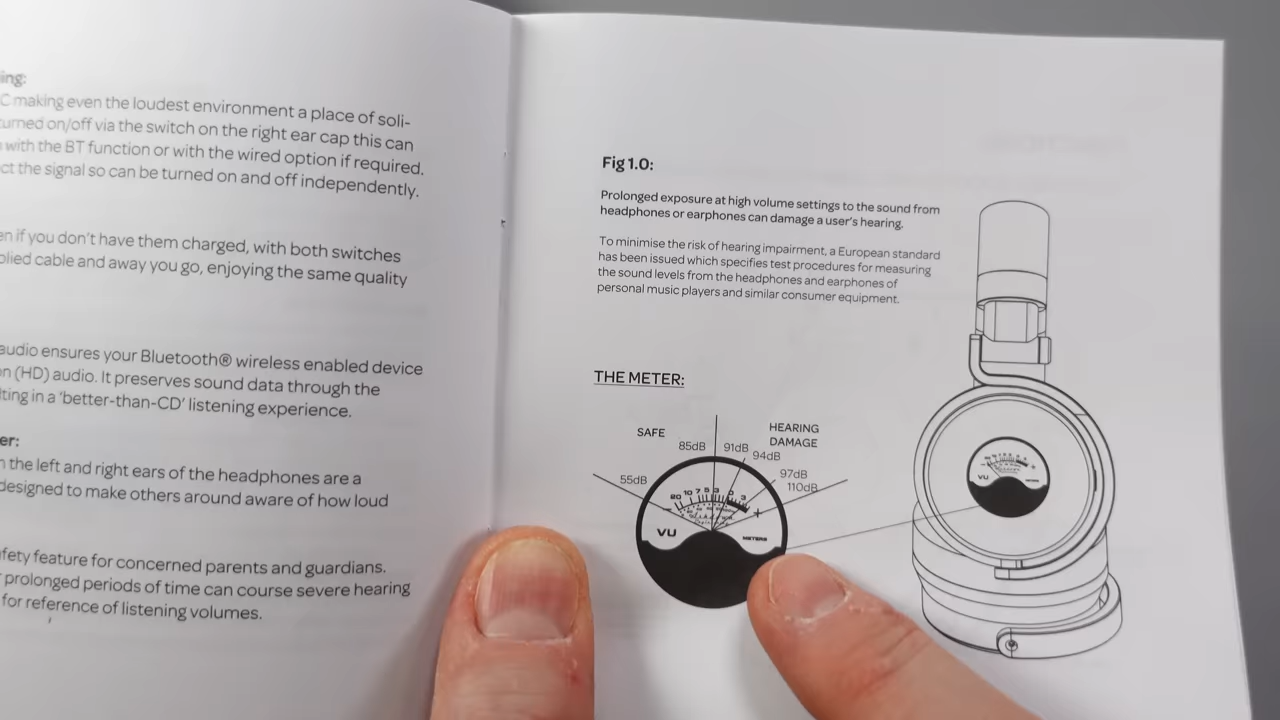 ing:
C making even the loudest environment a place of soli-
turned on/off via the switch on the right ear cap this can
with the BT function or with the wired option if required.
ct the signal so can be turned on and off independently.
en if you don't have them charged, with both switches
plied cable and away you go, enjoying the same quality
audio ensures your Bluetooth® wireless enabled device
on (HD) audio. It preserves sound data through the
lting in a 'better-than-CD' listening experience.
er:
the left and right ears of the headphones are a
designed to make others around aware of how loud
fety feature for concerned parents and guardians.
prolonged periods of time can course severe hearing
for reference of listening volumes.
Fig 1.0:
Prolonged exposure at high volume settings to the sound from
headphones or earphones can damage a user's hearing.
To minimise the risk of hearing impairment, a European standard
has been issued which specifies test procedures for measuring
the sound levels from the headphones and earphones of
personal music players and similar consumer equipment.
THE METER:
SAFE
HEARING
DAMAGE
55dB
85dB
91dB
94dB
97dB
110dB
20 10 7 5 3 0 3
- +
VU
METERS
VU